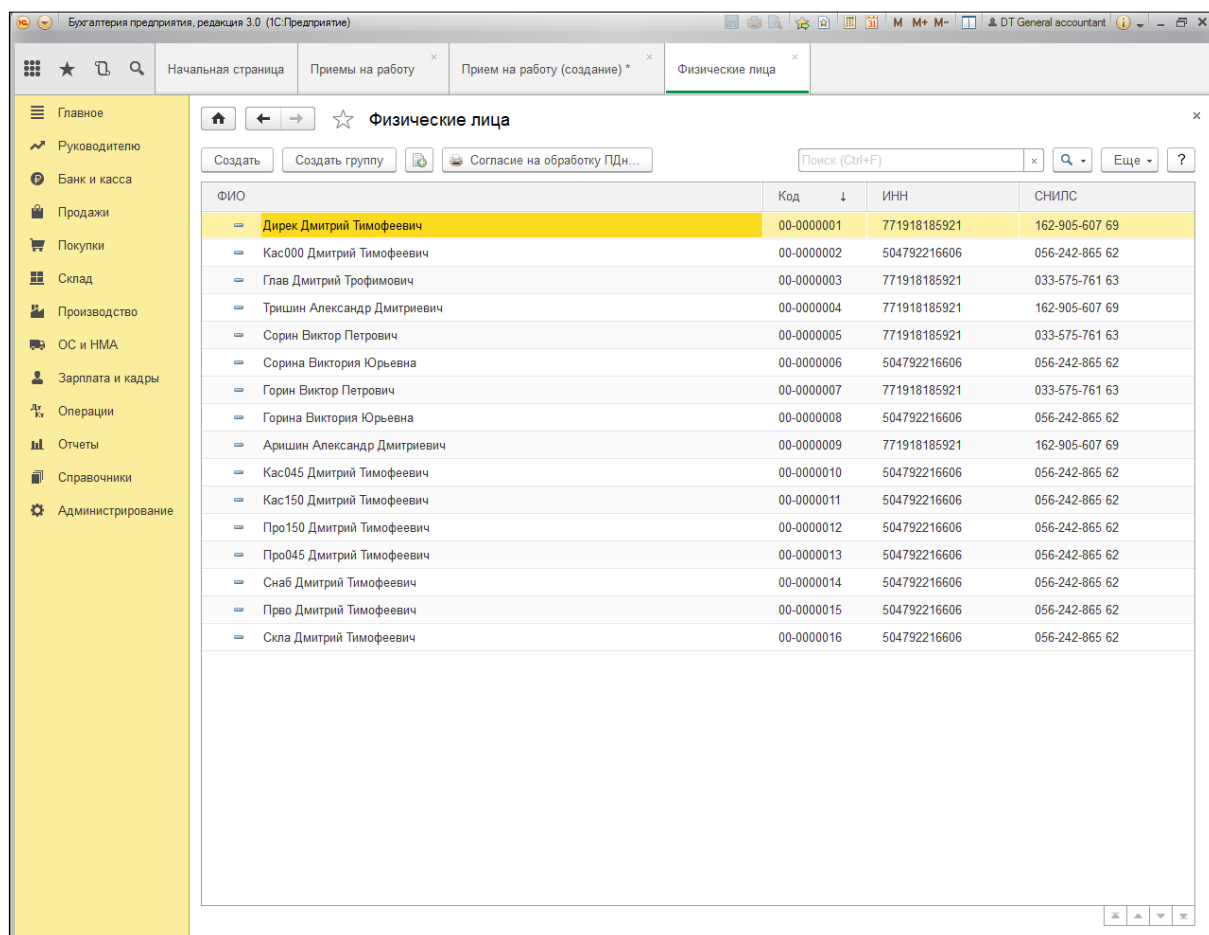 Бухгалтерия предприятия, редакция 3.0 (1С:Предприятие) M M+ M- DT General accountant
Начальная страница Приемы на работу Прием на работу (создание) * Физические лица
Главное
Руководителю
Банк и касса
Продажи
Покупки
Склад
Производство
ОС и НМА
Зарплата и кадры
Операции
Отчеты
Справочники
Администрирование
Физические лица
Создать Создать группу Согласие на обработку ПДн... Поиск (Ctrl+F) Еще ?
ФИО Код ↓ ИНН СНИЛС
Дирек Дмитрий Тимофеевич 00-0000001 771918185921 162-905-607 69
Кас000 Дмитрий Тимофеевич 00-0000002 504792216606 056-242-865 62
Глав Дмитрий Трофимович 00-0000003 771918185921 033-575-761 63
Тришин Александр Дмитриевич 00-0000004 771918185921 162-905-607 69
Сорин Виктор Петрович 00-0000005 771918185921 033-575-761 63
Сорина Виктория Юрьевна 00-0000006 504792216606 056-242-865 62
Горин Виктор Петрович 00-0000007 771918185921 033-575-761 63
Горина Виктория Юрьевна 00-0000008 504792216606 056-242-865 62
Аришин Александр Дмитриевич 00-0000009 771918185921 162-905-607 69
Кас045 Дмитрий Тимофеевич 00-0000010 504792216606 056-242-865 62
Кас150 Дмитрий Тимофеевич 00-0000011 504792216606 056-242-865 62
Про150 Дмитрий Тимофеевич 00-0000012 504792216606 056-242-865 62
Про045 Дмитрий Тимофеевич 00-0000013 504792216606 056-242-865 62
Снаб Дмитрий Тимофеевич 00-0000014 504792216606 056-242-865 62
Прво Дмитрий Тимофеевич 00-0000015 504792216606 056-242-865 62
Скла Дмитрий Тимофеевич 00-0000016 504792216606 056-242-865 62